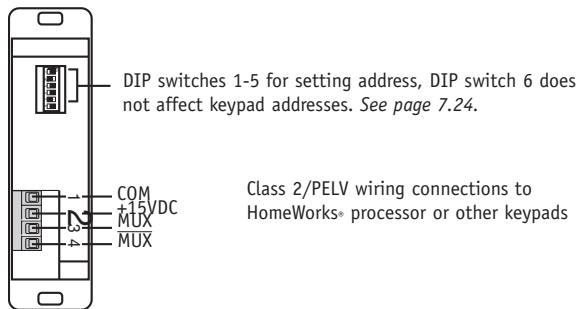 DIP switches 1-5 for setting address, DIP switch 6 does
not affect keypad addresses. See page 7.24.
1 COM
2 +15VDC
3 MUX
4 M̅U̅X̅
Class 2/PELV wiring connections to
HomeWorks® processor or other keypads